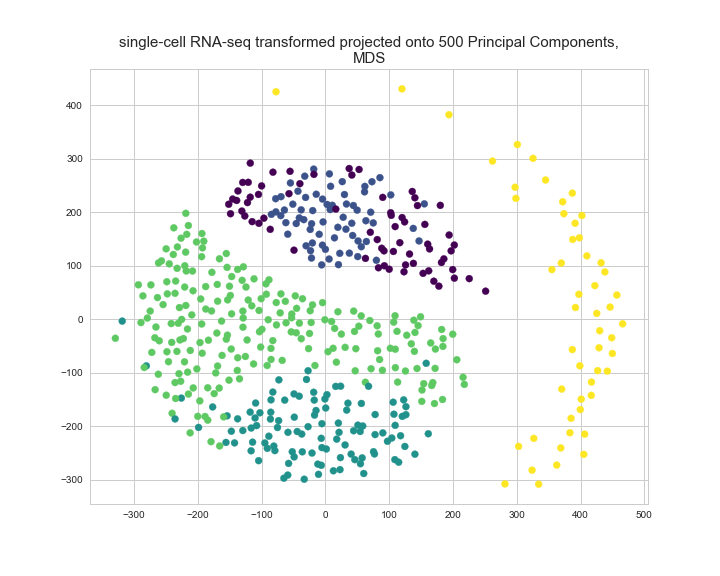 single-cell RNA-seq transformed projected onto 500 Principal Components,
MDS
400
300
200
100
0
−100
−200
−300
−300 −200 −100 0 100 200 300 400 500